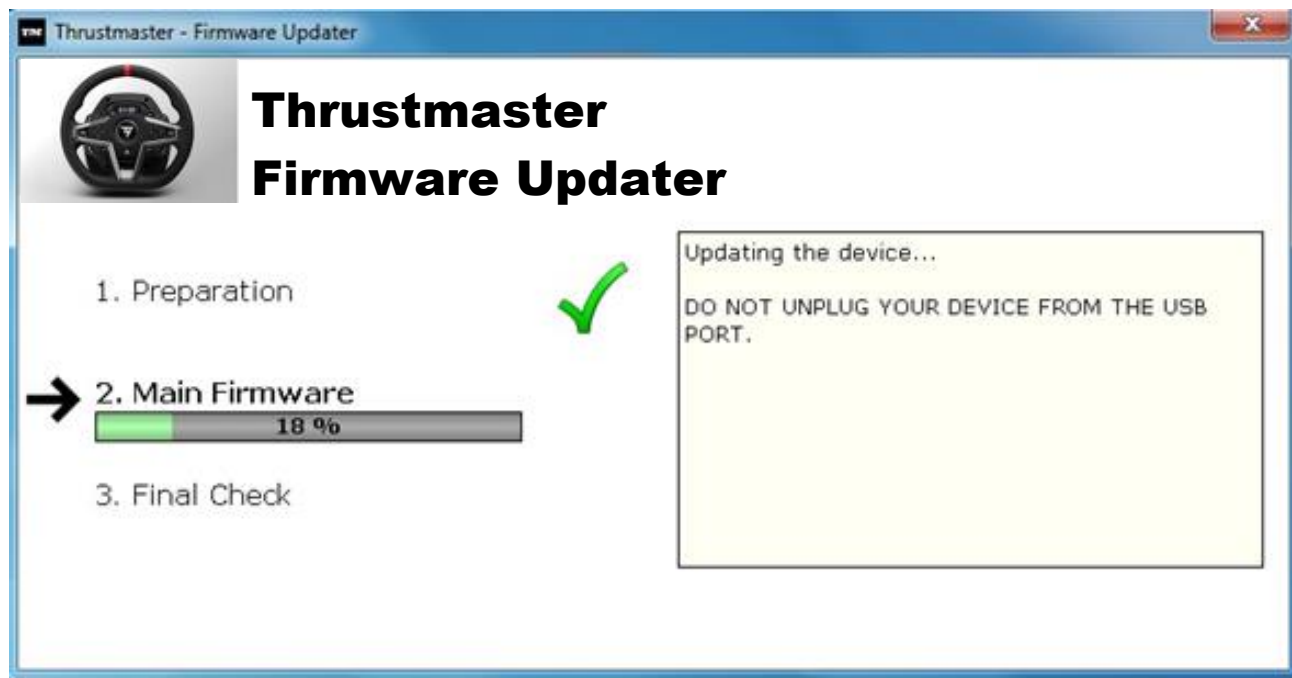 Thrustmaster - Firmware Updater
Thrustmaster
Firmware Updater
1. Preparation
2. Main Firmware
18 %
3. Final Check
Updating the device...
DO NOT UNPLUG YOUR DEVICE FROM THE USB
PORT.